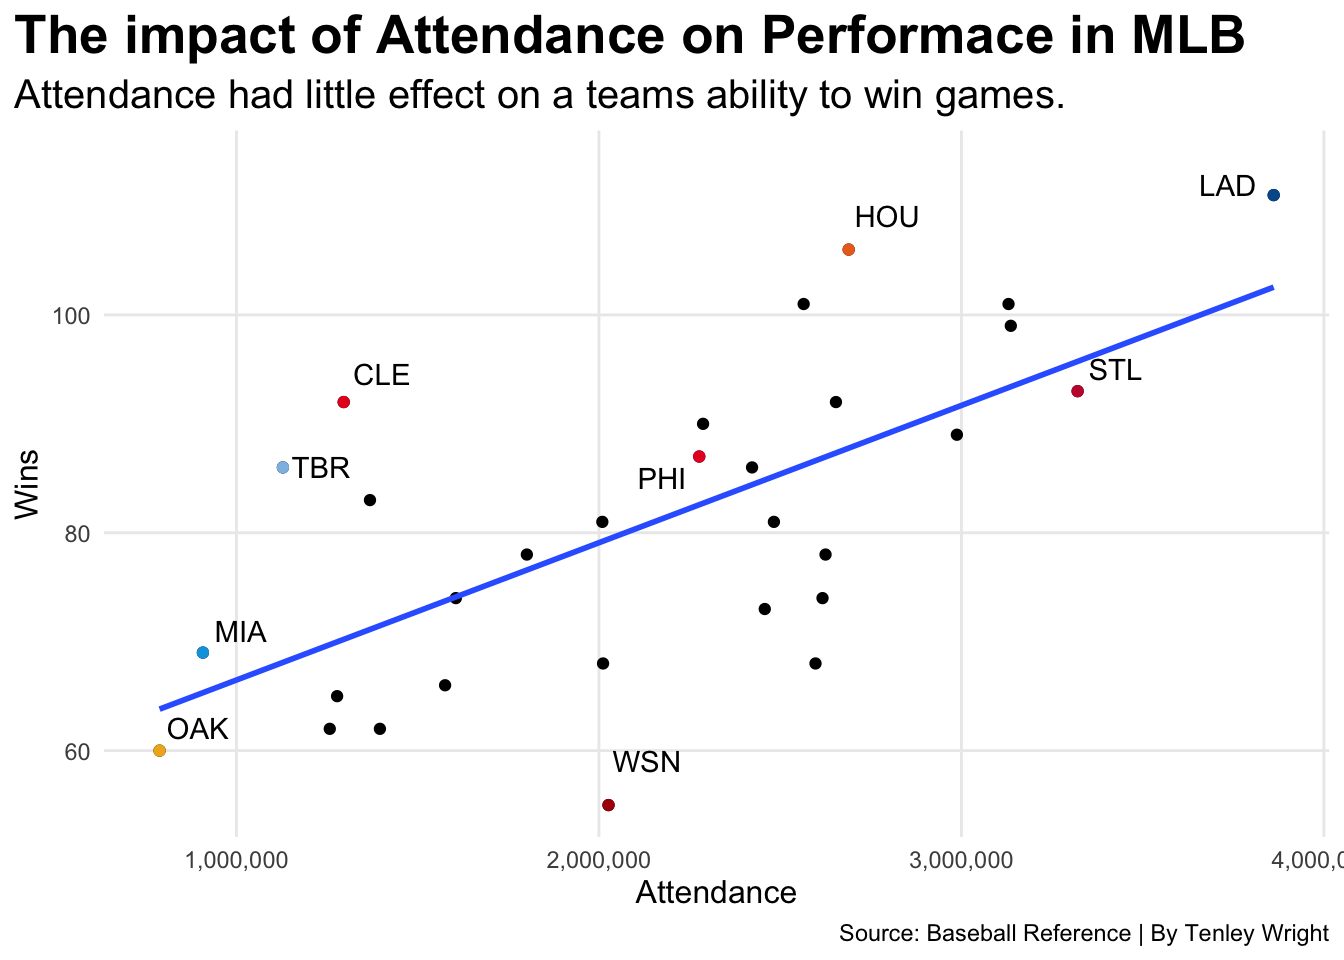 The impact of Attendance on Performace in MLB
Attendance had little effect on a teams ability to win games.
LAD
HOU
100
STL
CLE
TBR
PHI
Wins
80
MIA
OAK
60
WSN
1,000,000
2,000,000
3,000,000
4,000,0
Attendance
Source: Baseball Reference | By Tenley Wright